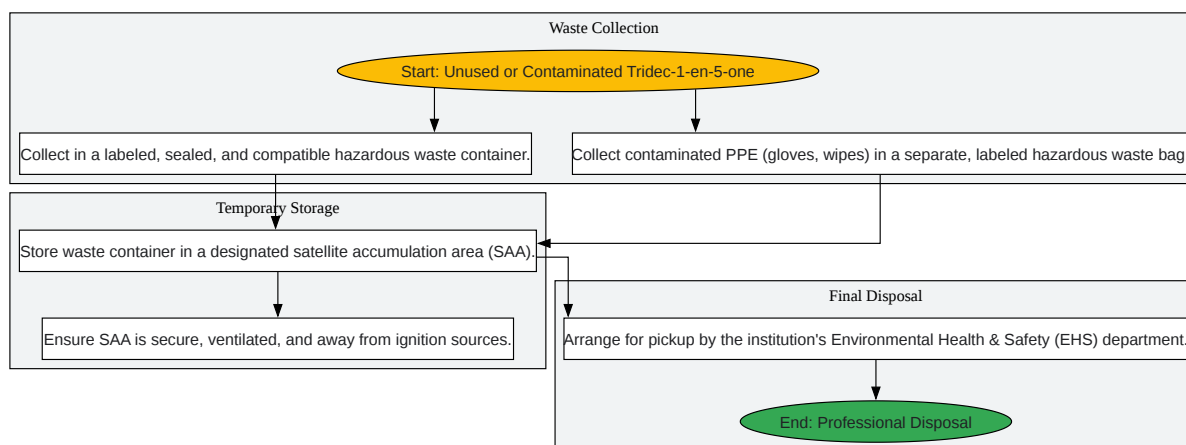 Waste Collection
Start: Unused or Contaminated Tridec-1-en-5-one
Collect in a labeled, sealed, and compatible hazardous waste container.
Collect contaminated PPE (gloves, wipes) in a separate, labeled hazardous waste bag
Temporary Storage
Store waste container in a designated satellite accumulation area (SAA).
Ensure SAA is secure, ventilated, and away from ignition sources.
Final Disposal
Arrange for pickup by the institution's Environmental Health & Safety (EHS) department.
End: Professional Disposal